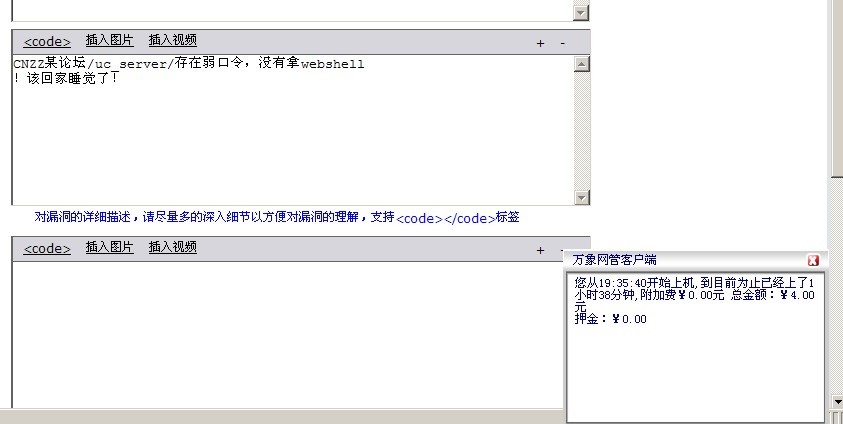 <code> 插入图片 插入视频 + -
CNZZ某论坛/uc_server/存在弱口令，没有拿webshell
！该回家睡觉了！
对漏洞的详细描述，请尽量多的深入细节以方便对漏洞的理解，支持<code></code>标签
<code> 插入图片 插入视频 + -
万象网管客户端
您从19:35:40开始上机,到目前为止已经上了1
小时38分钟,附加费￥0.00元 总金额：￥4.00
元
押金：￥0.00